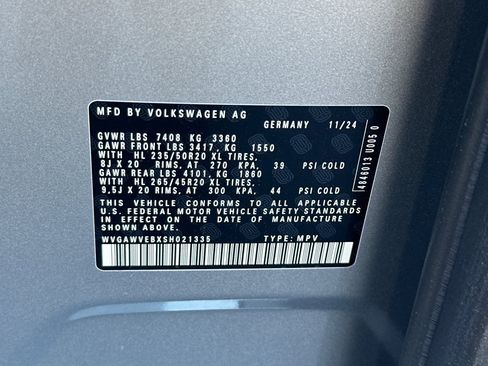 MFD BY VOLKSWAGEN AG
GERMANY 11/24
GVWR LBS 7408 KG 3360
GAWR FRONT LBS 3417, KG 1550
WITH HL 235/50R20 XL TIRES,
8J X 20 RIMS, AT 270 KPA, 39 PSI COLD
GAWR REAR LBS 4101, KG 1860
WITH HL 265/45R20 XL TIRES,
9,5J X 20 RIMS, AT 300 KPA, 44 PSI COLD
THIS VEHICLE CONFORMS TO ALL APPLICABLE
U.S. FEDERAL MOTOR VEHICLE SAFETY STANDARDS
IN EFFECT ON THE DATE OF MANUFACTURE
SHOWN ABOVE.
WVGAWVEBXSH021335 TYPE: MPV
4846013 U005 0